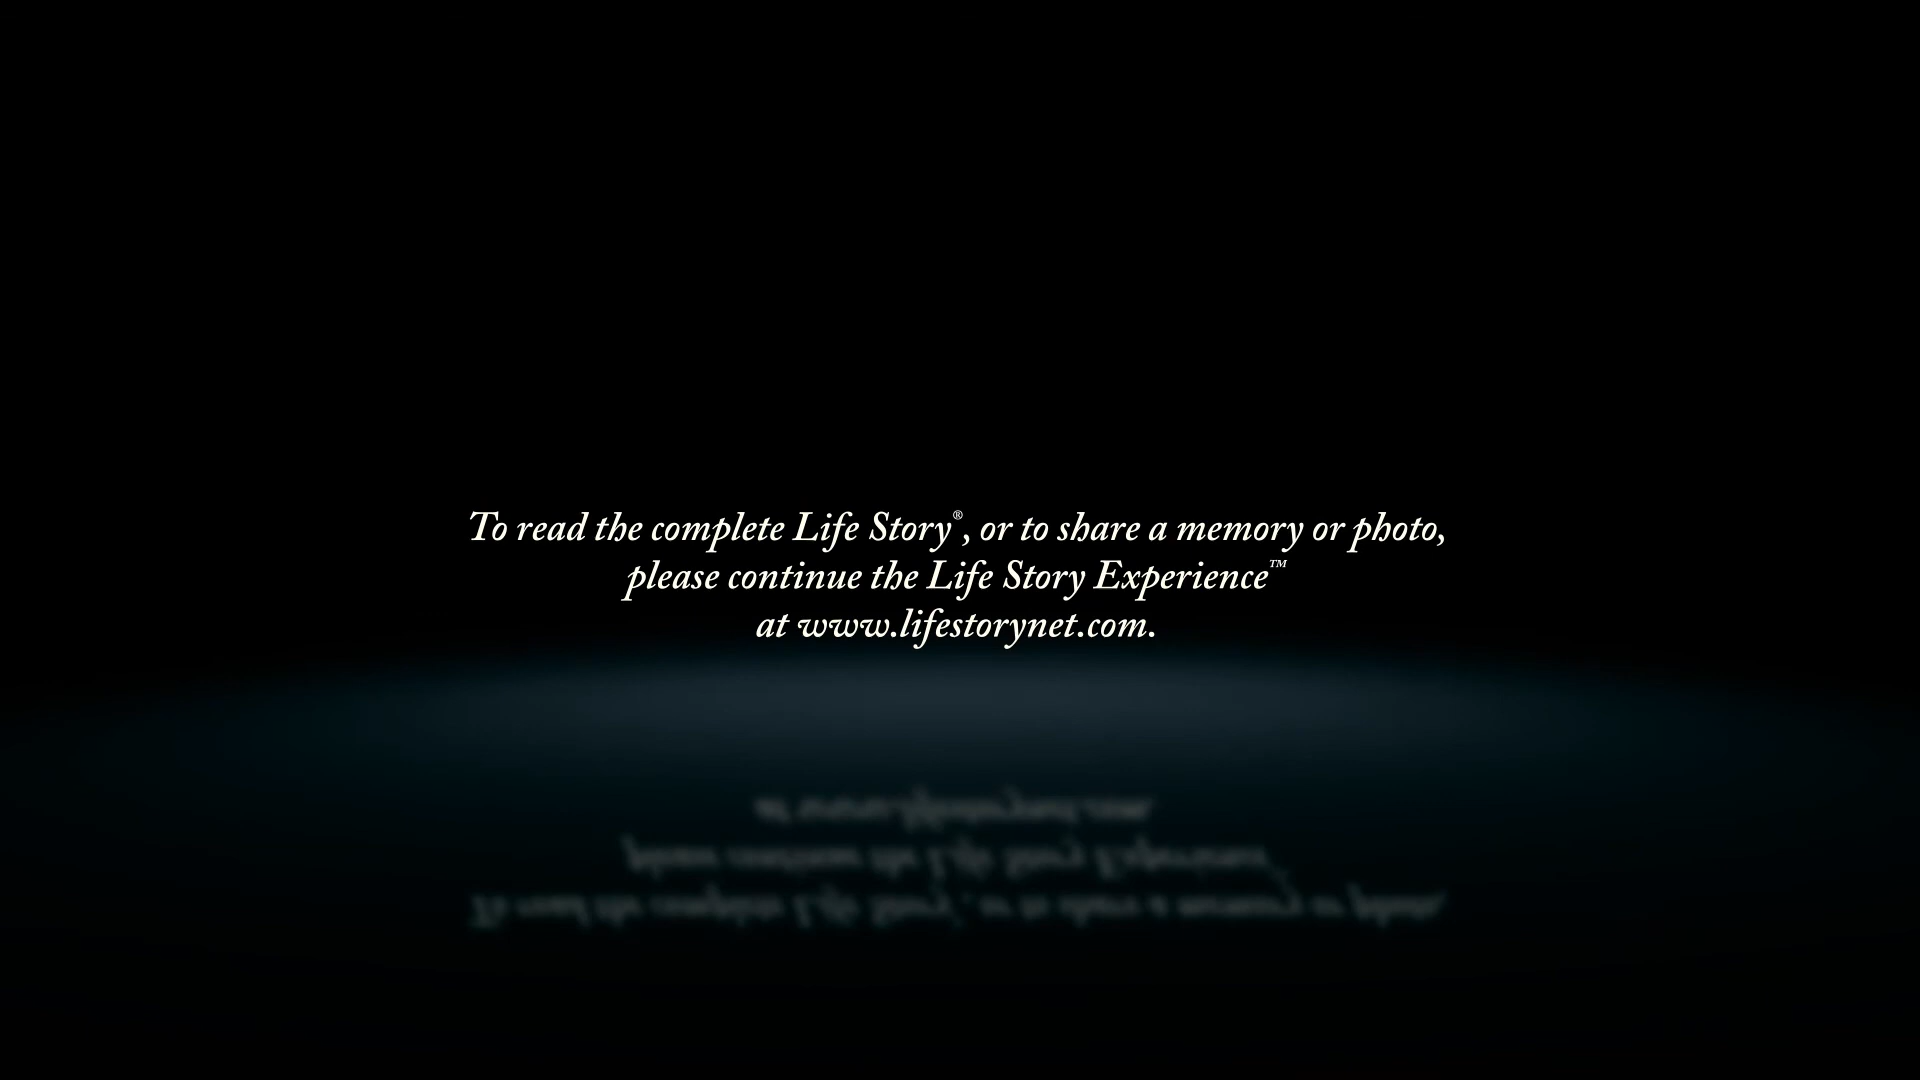 To read the complete Life Story®, or to share a memory or photo,
please continue the Life Story Experience™
at www.lifestorynet.com.